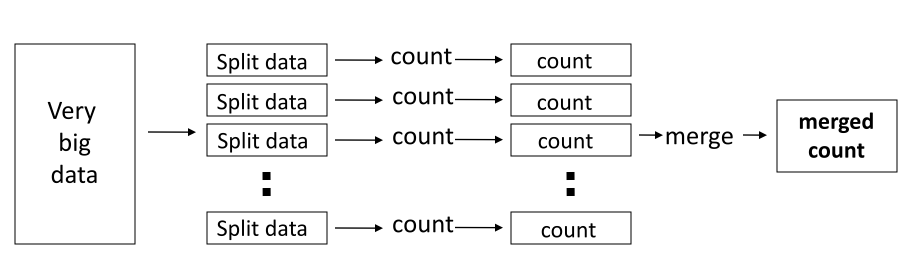 Very
big
data
Split data
count
count
Split data
count
count
Split data
count
count
merge
merged
count
Split data
count
count